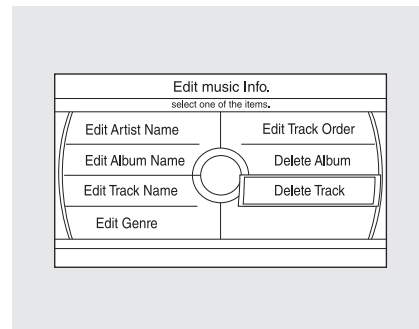 Edit music Info.
select one of the items.
Edit Artist Name
Edit Album Name
Edit Track Name
Edit Genre
Edit Track Order
Delete Album
Delete Track